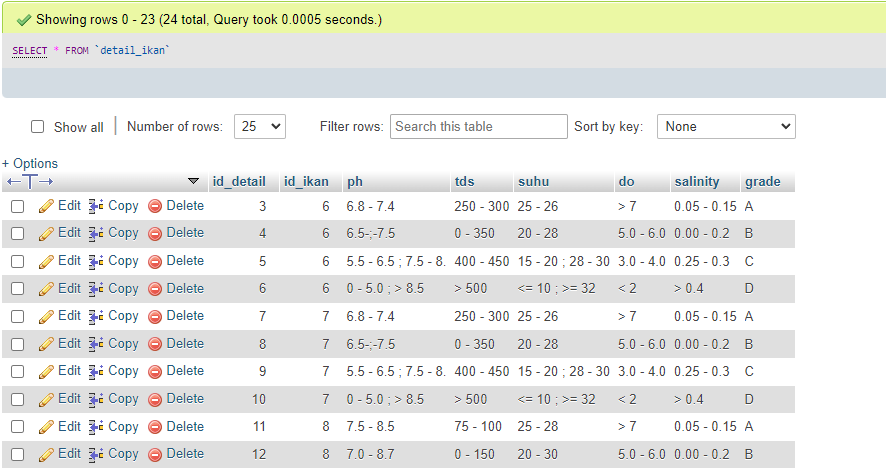 Showing rows 0 - 23 (24 total, Query took 0.0005 seconds.)
SELECT * FROM `detail_ikan`
Show all Number of rows: 25 Filter rows: Search this table Sort by key: None
+ Options
id_detail id_ikan ph tds suhu do salinity grade
Edit Copy Delete 3 6 6.8 - 7.4 250 - 300 25 - 26 > 7 0.05 - 0.15 A
Edit Copy Delete 4 6 6.5-;-7.5 0 - 350 20 - 28 5.0 - 6.0 0.00 - 0.2 B
Edit Copy Delete 5 6 5.5 - 6.5 ; 7.5 - 8. 400 - 450 15 - 20 ; 28 - 30 3.0 - 4.0 0.25 - 0.3 C
Edit Copy Delete 6 6 0 - 5.0 ; > 8.5 > 500 <= 10 ; >= 32 < 2 > 0.4 D
Edit Copy Delete 7 7 6.8 - 7.4 250 - 300 25 - 26 > 7 0.05 - 0.15 A
Edit Copy Delete 8 7 6.5-;-7.5 0 - 350 20 - 28 5.0 - 6.0 0.00 - 0.2 B
Edit Copy Delete 9 7 5.5 - 6.5 ; 7.5 - 8. 400 - 450 15 - 20 ; 28 - 30 3.0 - 4.0 0.25 - 0.3 C
Edit Copy Delete 10 7 0 - 5.0 ; > 8.5 > 500 <= 10 ; >= 32 < 2 > 0.4 D
Edit Copy Delete 11 8 7.5 - 8.5 75 - 100 25 - 28 > 7 0.05 - 0.15 A
Edit Copy Delete 12 8 7.0 - 8.7 0 - 150 20 - 30 5.0 - 6.0 0.00 - 0.2 B